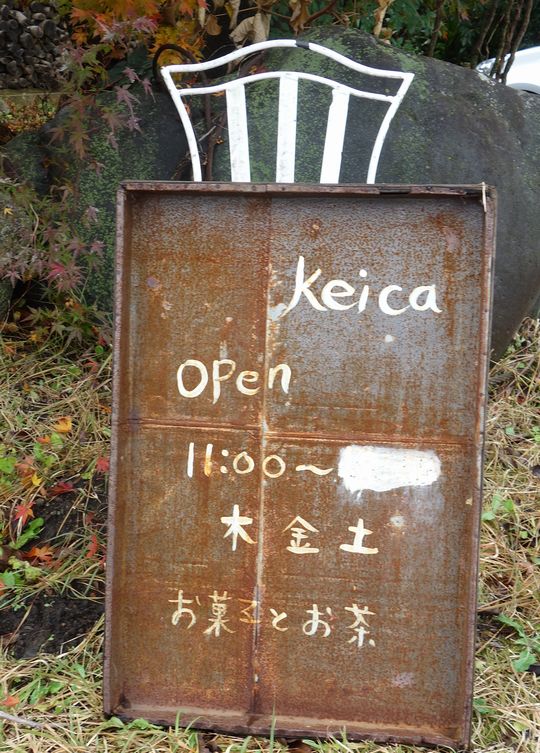 Keica
OPen
11:00～
木 金 土
お菓子とお茶